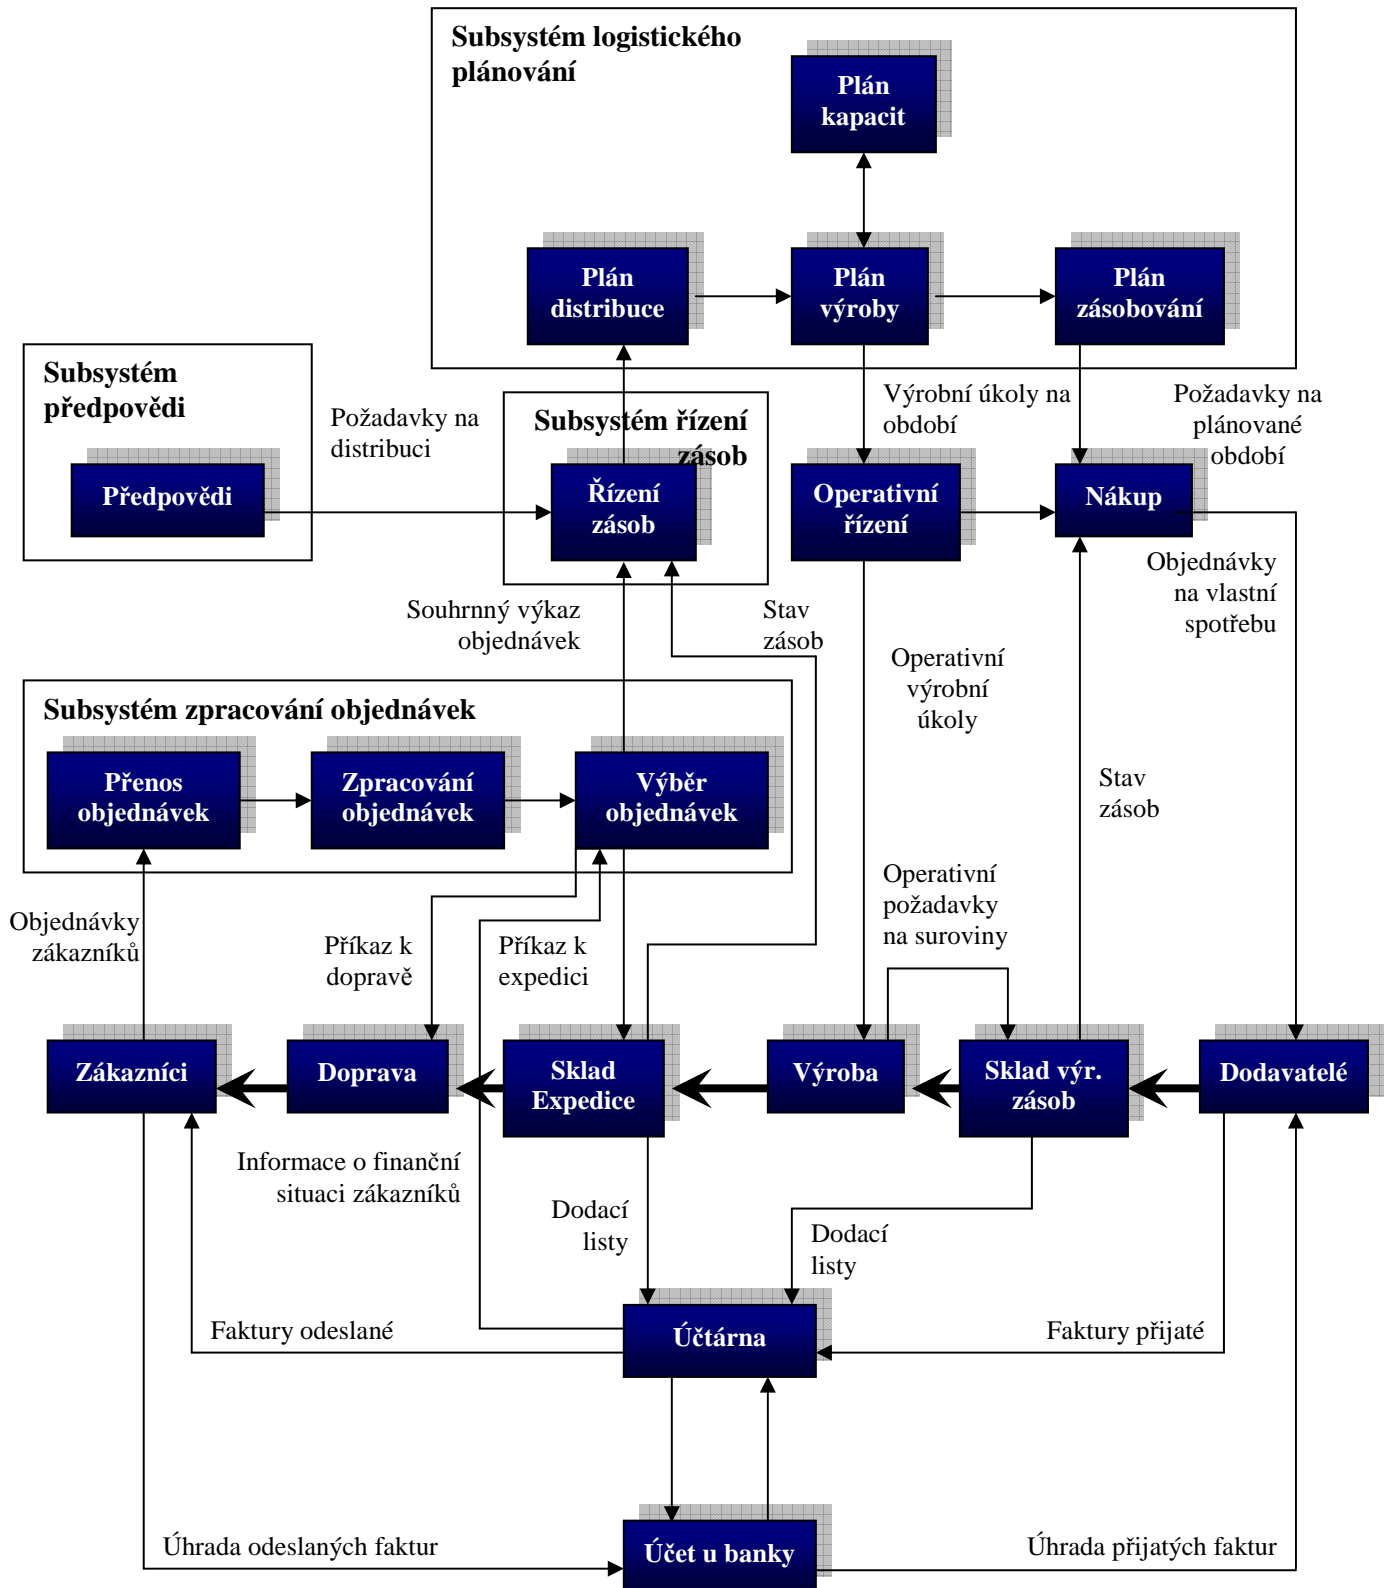 Subsystém logistického
plánování
Plán
kapacit
Plán
distribuce
Plán
výroby
Plán
zásobování
Subsystém
předpovědi
Předpovědi
Požadavky na
distribuci
Subsystém řízení
zásob
Řízení
zásob
Výrobní úkoly na
období
Požadavky na
plánované
období
Operativní
řízení
Nákup
Souhrnný výkaz
objednávek
Stav
zásob
Objednávky
na vlastní
spotřebu
Operativní
výrobní
úkoly
Subsystém zpracování objednávek
Přenos
objednávek
Zpracování
objednávek
Výběr
objednávek
Stav
zásob
Objednávky
zákazníků
Příkaz k
dopravě
Příkaz k
expedici
Operativní
požadavky
na suroviny
Zákazníci
Doprava
Sklad
Expedice
Výroba
Sklad výr.
zásob
Dodavatelé
Informace o finanční
situaci zákazníků
Dodací
listy
Dodací
listy
Faktury odeslané
Účtárna
Faktury přijaté
Úhrada odeslaných faktur
Účet u banky
Úhrada přijatých faktur